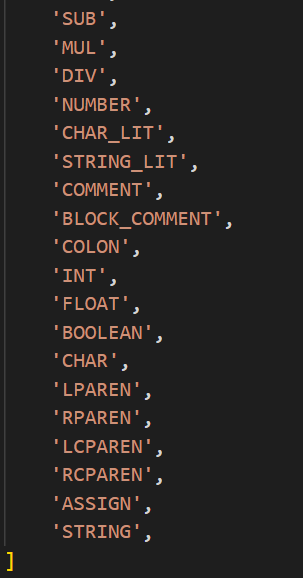 'SUB',
'MUL',
'DIV',
'NUMBER',
'CHAR_LIT',
'STRING_LIT',
'COMMENT',
'BLOCK_COMMENT',
'COLON',
'INT',
'FLOAT',
'BOOLEAN',
'CHAR',
'LPAREN',
'RPAREN',
'LCPAREN',
'RCPAREN',
'ASSIGN',
'STRING',
]